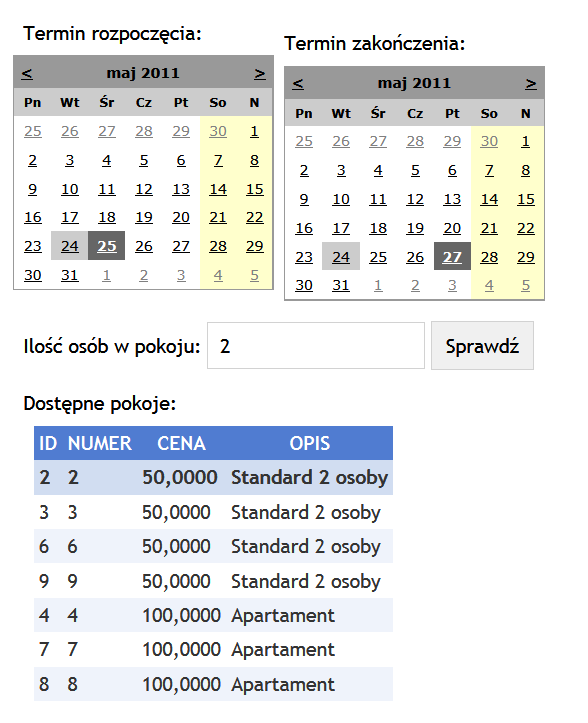 Termin rozpoczęcia:
< maj 2011 >
Pn Wt Śr Cz Pt So N
25 26 27 28 29 30 1
2 3 4 5 6 7 8
9 10 11 12 13 14 15
16 17 18 19 20 21 22
23 24 25 26 27 28 29
30 31 1 2 3 4 5
Termin zakończenia:
< maj 2011 >
Pn Wt Śr Cz Pt So N
25 26 27 28 29 30 1
2 3 4 5 6 7 8
9 10 11 12 13 14 15
16 17 18 19 20 21 22
23 24 25 26 27 28 29
30 31 1 2 3 4 5
Ilość osób w pokoju: 2 Sprawdź
Dostępne pokoje:
ID NUMER CENA OPIS
2 2 50,0000 Standard 2 osoby
3 3 50,0000 Standard 2 osoby
6 6 50,0000 Standard 2 osoby
9 9 50,0000 Standard 2 osoby
4 4 100,0000 Apartament
7 7 100,0000 Apartament
8 8 100,0000 Apartament